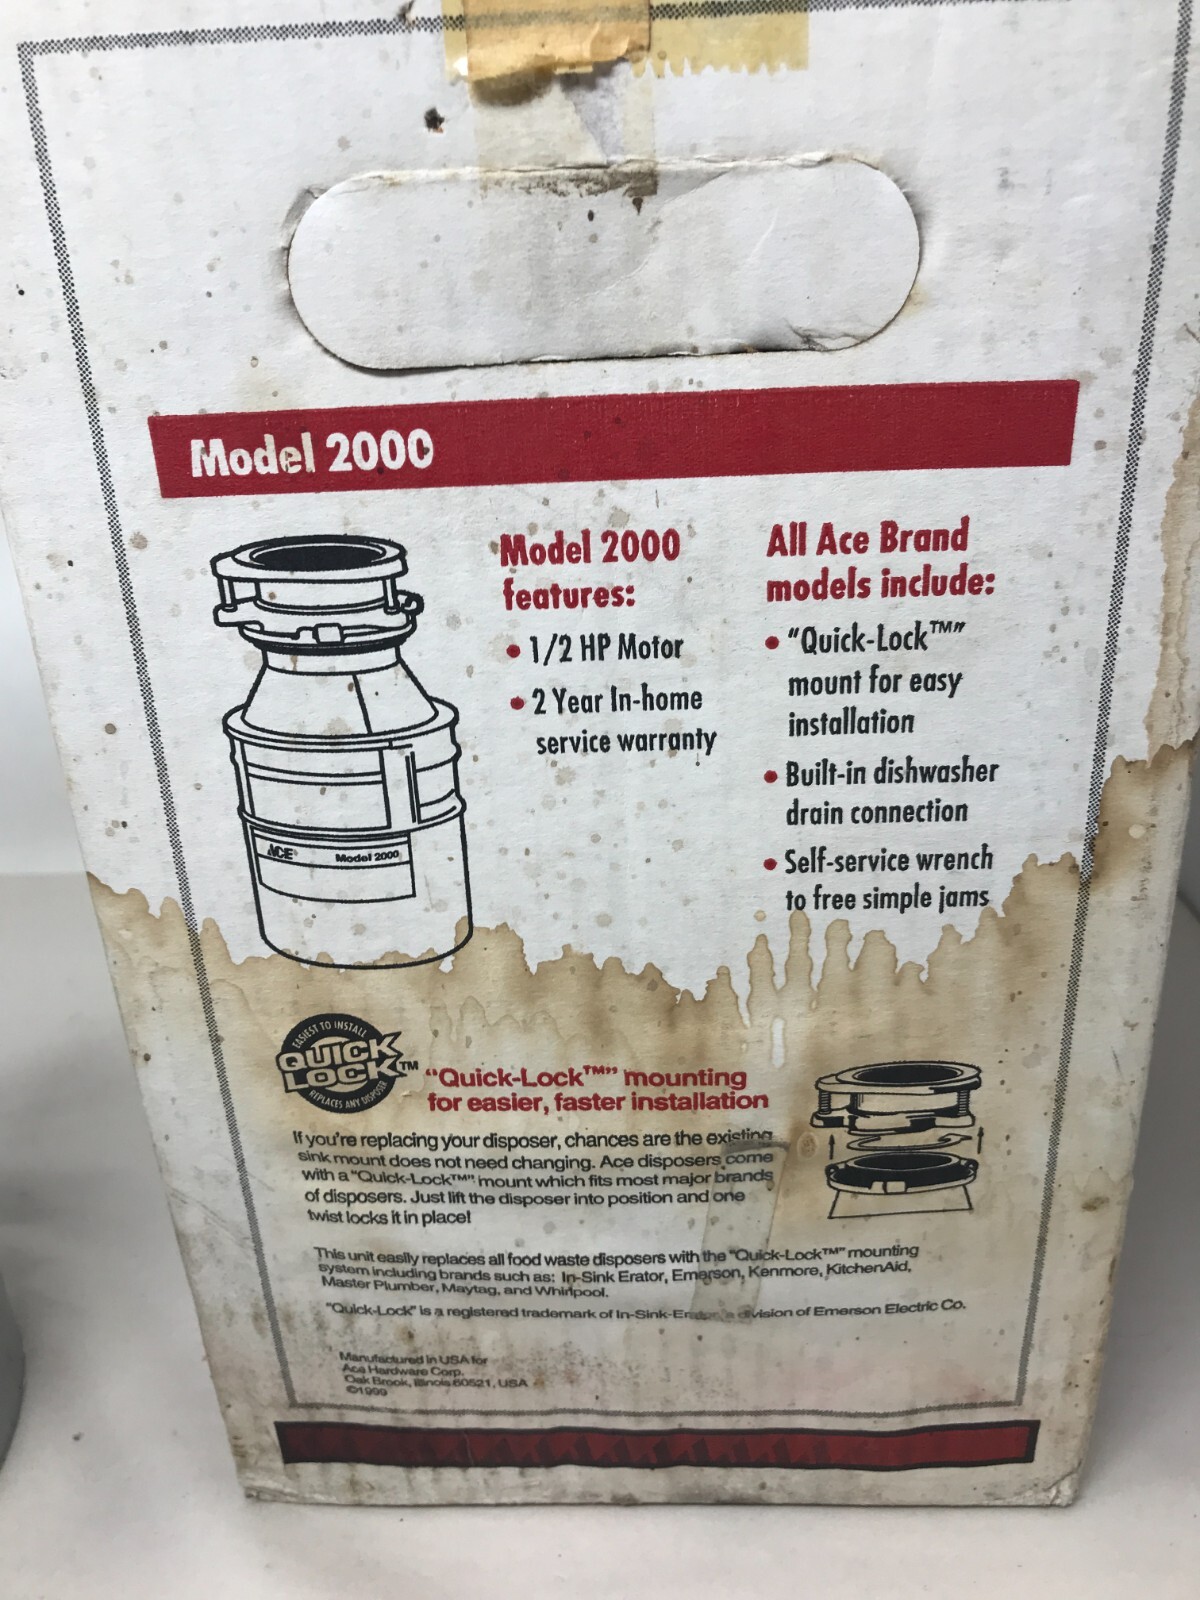 Model 2000
Model 2000
features:
• 1/2 HP Motor
• 2 Year In-home
service warranty
All Ace Brand
models include:
• "Quick-Lock™"
mount for easy
installation
• Built-in dishwasher
drain connection
• Self-service wrench
to free simple jams
ACE® Model 2000
EASIEST TO INSTALL
QUICK
LOCK™
REPLACES ANY DISPOSER
"Quick-Lock™" mounting
for easier, faster installation
If you're replacing your disposer, chances are the existing
sink mount does not need changing. Ace disposers come
with a "Quick-Lock™" mount which fits most major brands
of disposers. Just lift the disposer into position and one
twist locks it in place!
This unit easily replaces all food waste disposers with the "Quick-Lock™" mounting
system including brands such as: In-Sink Erator, Emerson, Kenmore, KitchenAid,
Master Plumber, Maytag, and Whirlpool.
"Quick-Lock" is a registered trademark of In-Sink-Erator, a division of Emerson Electric Co.
Manufactured in USA for
Ace Hardware Corp.
Oak Brook, Illinois 60521, USA
©1999